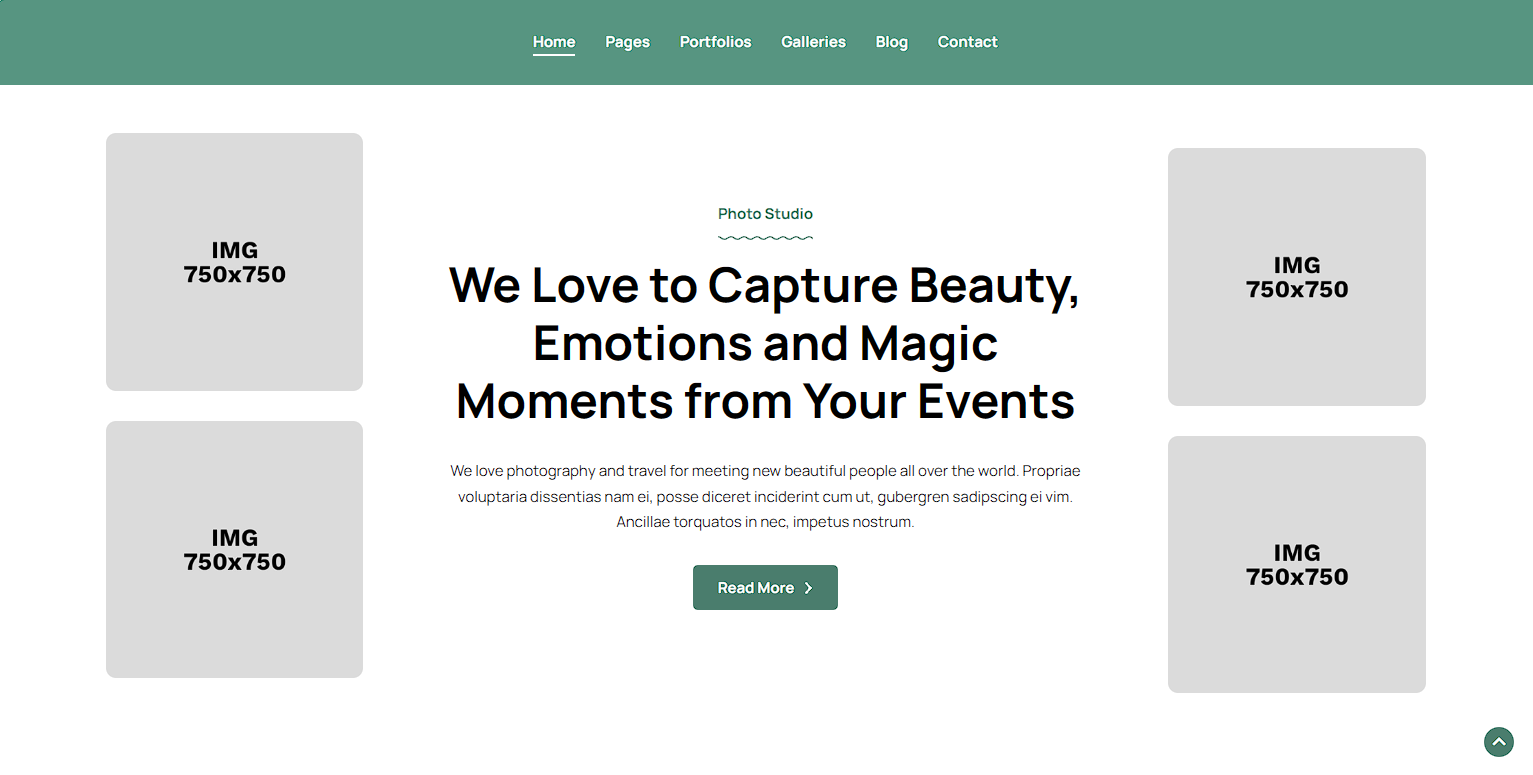 Home Pages Portfolios Galleries Blog Contact
IMG
750x750
IMG
750x750
Photo Studio
We Love to Capture Beauty,
Emotions and Magic
Moments from Your Events
We love photography and travel for meeting new beautiful people all over the world. Propriae
voluptaria dissentias nam ei, posse diceret inciderint cum ut, gubergren sadipscing ei vim.
Ancillae torquatos in nec, impetus nostrum.
Read More
IMG
750x750
IMG
750x750